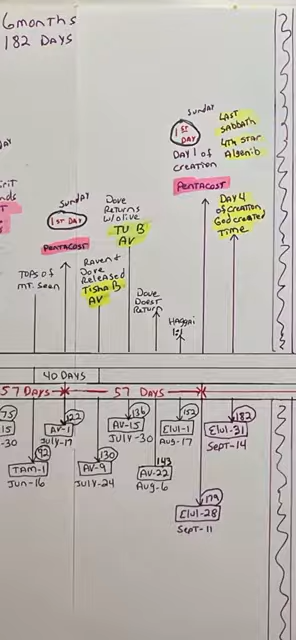 6 months
182 DAYS
Sunday
1ST
DAY
DAY 1 of
creation
PENTACOST
LAST
Sabbath
4th Star
Algenib
DAY 4
of creation
God created
Time
Sunday
1ST DAY
PENTACOST
Dove
Returns
w/olive
TU B
AV
Raven &
Dove
Released
Tisha B
AV
TOPS of
mt. seen
Dove
Doesnt
Return
Haggai
40 DAYS
57 DAYS
57 DAYS
75
15
-30
122
AV-1
July-17
136
AV-15
July-30
152
Elul-1
Aug-17
182
Elul-31
Sept-14
92
TAM-1
Jun-16
130
AV-9
July-24
143
AV-22
Aug-6
179
Elul-28
Sept-11